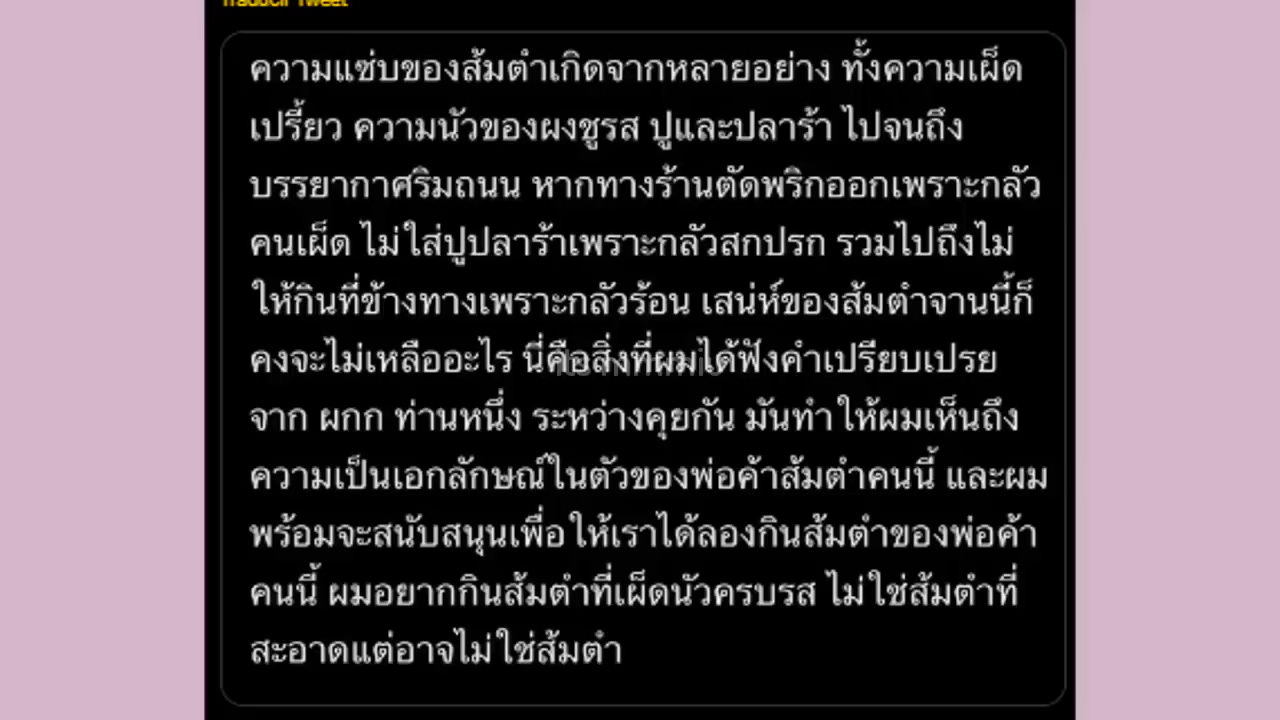 Traducir Tweet
ความแซ่บของส้มตำเกิดจากหลายอย่าง ทั้งความเผ็ด
เปรี้ยว ความนัวของผงชูรส ปูและปลาร้า ไปจนถึง
บรรยากาศริมถนน หากทางร้านตัดพริกออกเพราะกลัว
คนเผ็ด ไม่ใส่ปูปลาร้าเพราะกลัวสกปรก รวมไปถึงไม่
ให้กินที่ข้างทางเพราะกลัวร้อน เสน่ห์ของส้มตำจานนี้ก็
คงจะไม่เหลืออะไร นี่คือสิ่งที่ผมได้ฟังคำเปรียบเปรย
จาก ผกก ท่านหนึ่ง ระหว่างคุยกัน มันทำให้ผมเห็นถึง
ความเป็นเอกลักษณ์ในตัวของพ่อค้าส้มตำคนนี้ และผม
พร้อมจะสนับสนุนเพื่อให้เราได้ลองกินส้มตำของพ่อค้า
คนนี้ ผมอยากกินส้มตำที่เผ็ดนัวครบรส ไม่ใช่ส้มตำที่
สะอาดแต่อาจไม่ใช่ส้มตำ